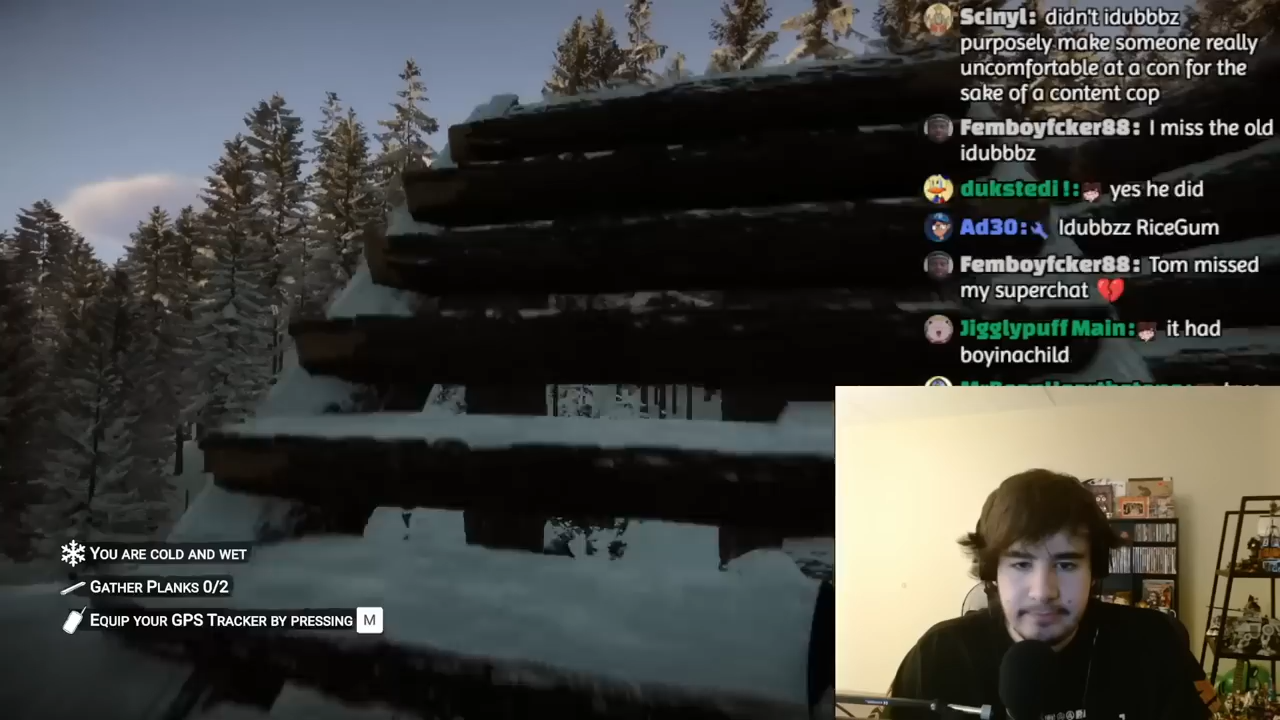 Scinyl: didn't idubbbz
purposely make someone really
uncomfortable at a con for the
sake of a content cop
Femboyfcker88: I miss the old
idubbbz
dukstedi!: yes he did
Ad30: Idubbzz RiceGum
Femboyfcker88: Tom missed
my superchat
Jigglypuff Main: it had
boyinachild
You are cold and wet
Gather Planks 0/2
Equip your GPS Tracker by pressing M